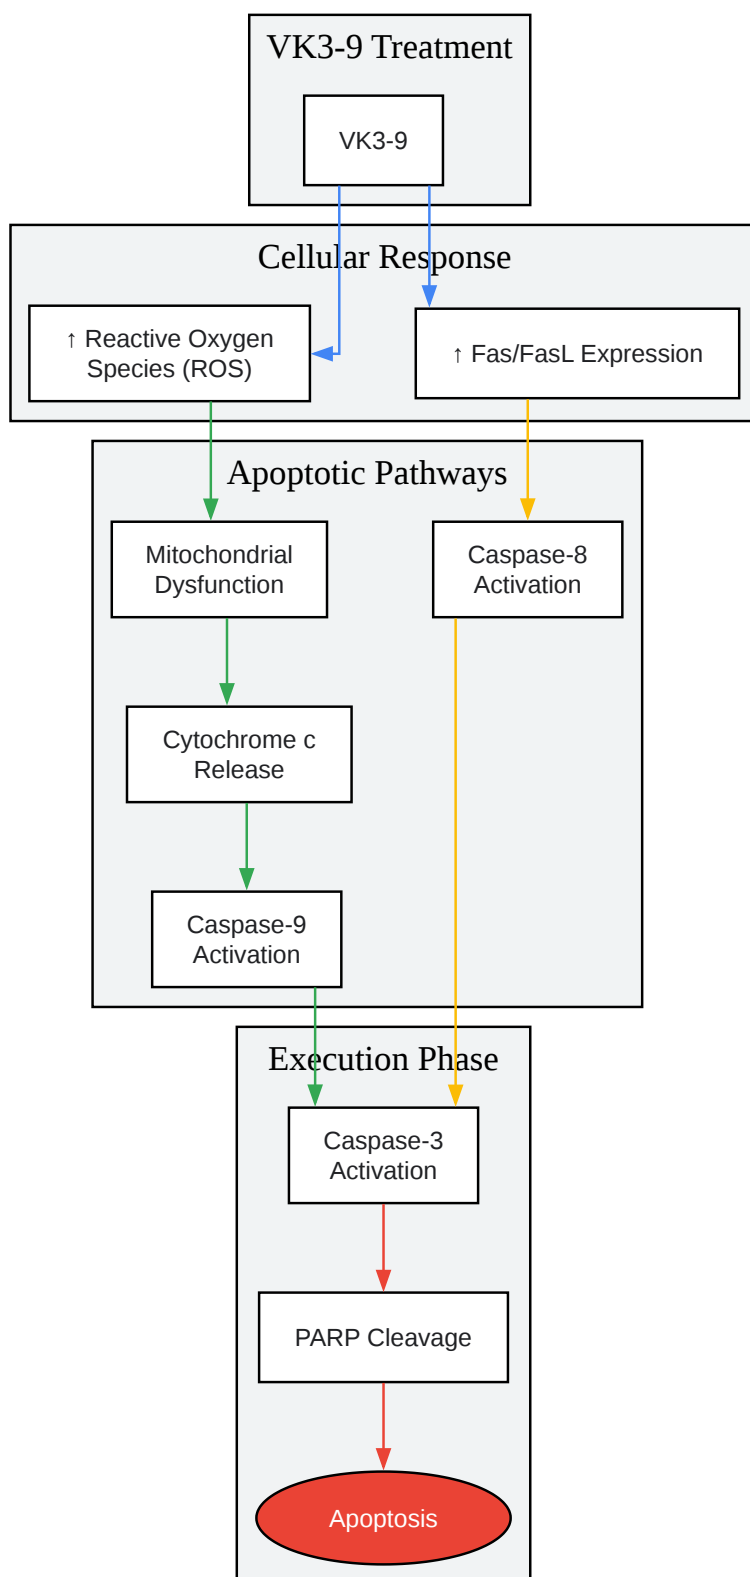 VK3-9 Treatment
VK3-9
Cellular Response
↑ Reactive Oxygen
Species (ROS)
↑ Fas/FasL Expression
Apoptotic Pathways
Mitochondrial
Dysfunction
Caspase-8
Activation
Cytochrome c
Release
Caspase-9
Activation
Execution Phase
Caspase-3
Activation
PARP Cleavage
Apoptosis